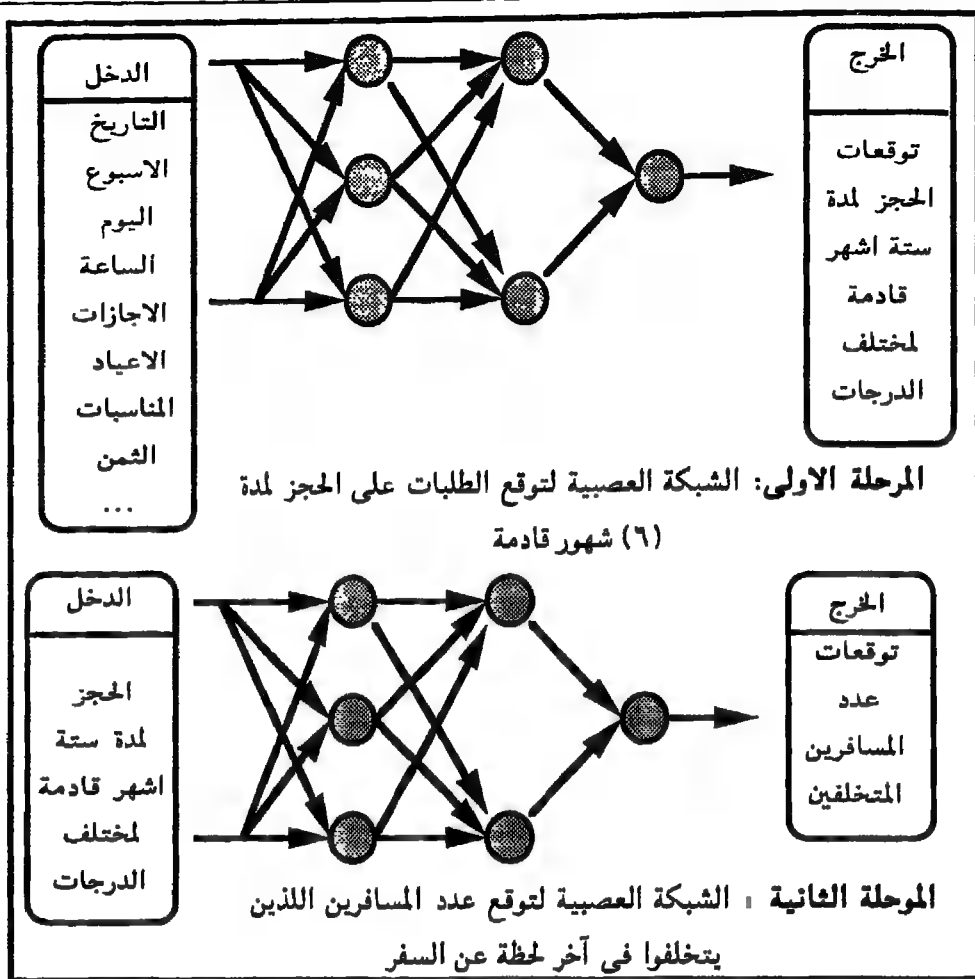 الدخل
التاريخ
الاسبوع
اليوم
الساعة
الاجازات
الاعياد
المناسبات
الثمن
...
الخرج
توقعات
الحجز لمدة
ستة اشهر
قادمة
لمختلف
الدرجات
المرحلة الاولى: الشبكة العصبية لتوقع الطلبات على الحجز لمدة
(٦) شهور قادمة
الدخل
الحجز
لمدة ستة
اشهر قادمة
لمختلف
الدرجات
الخرج
توقعات
عدد
المسافرين
المتخلفين
المرحلة الثانية : الشبكة العصبية لتوقع عدد المسافرين اللذين
يتخلفوا فى آخر لحظة عن السفر